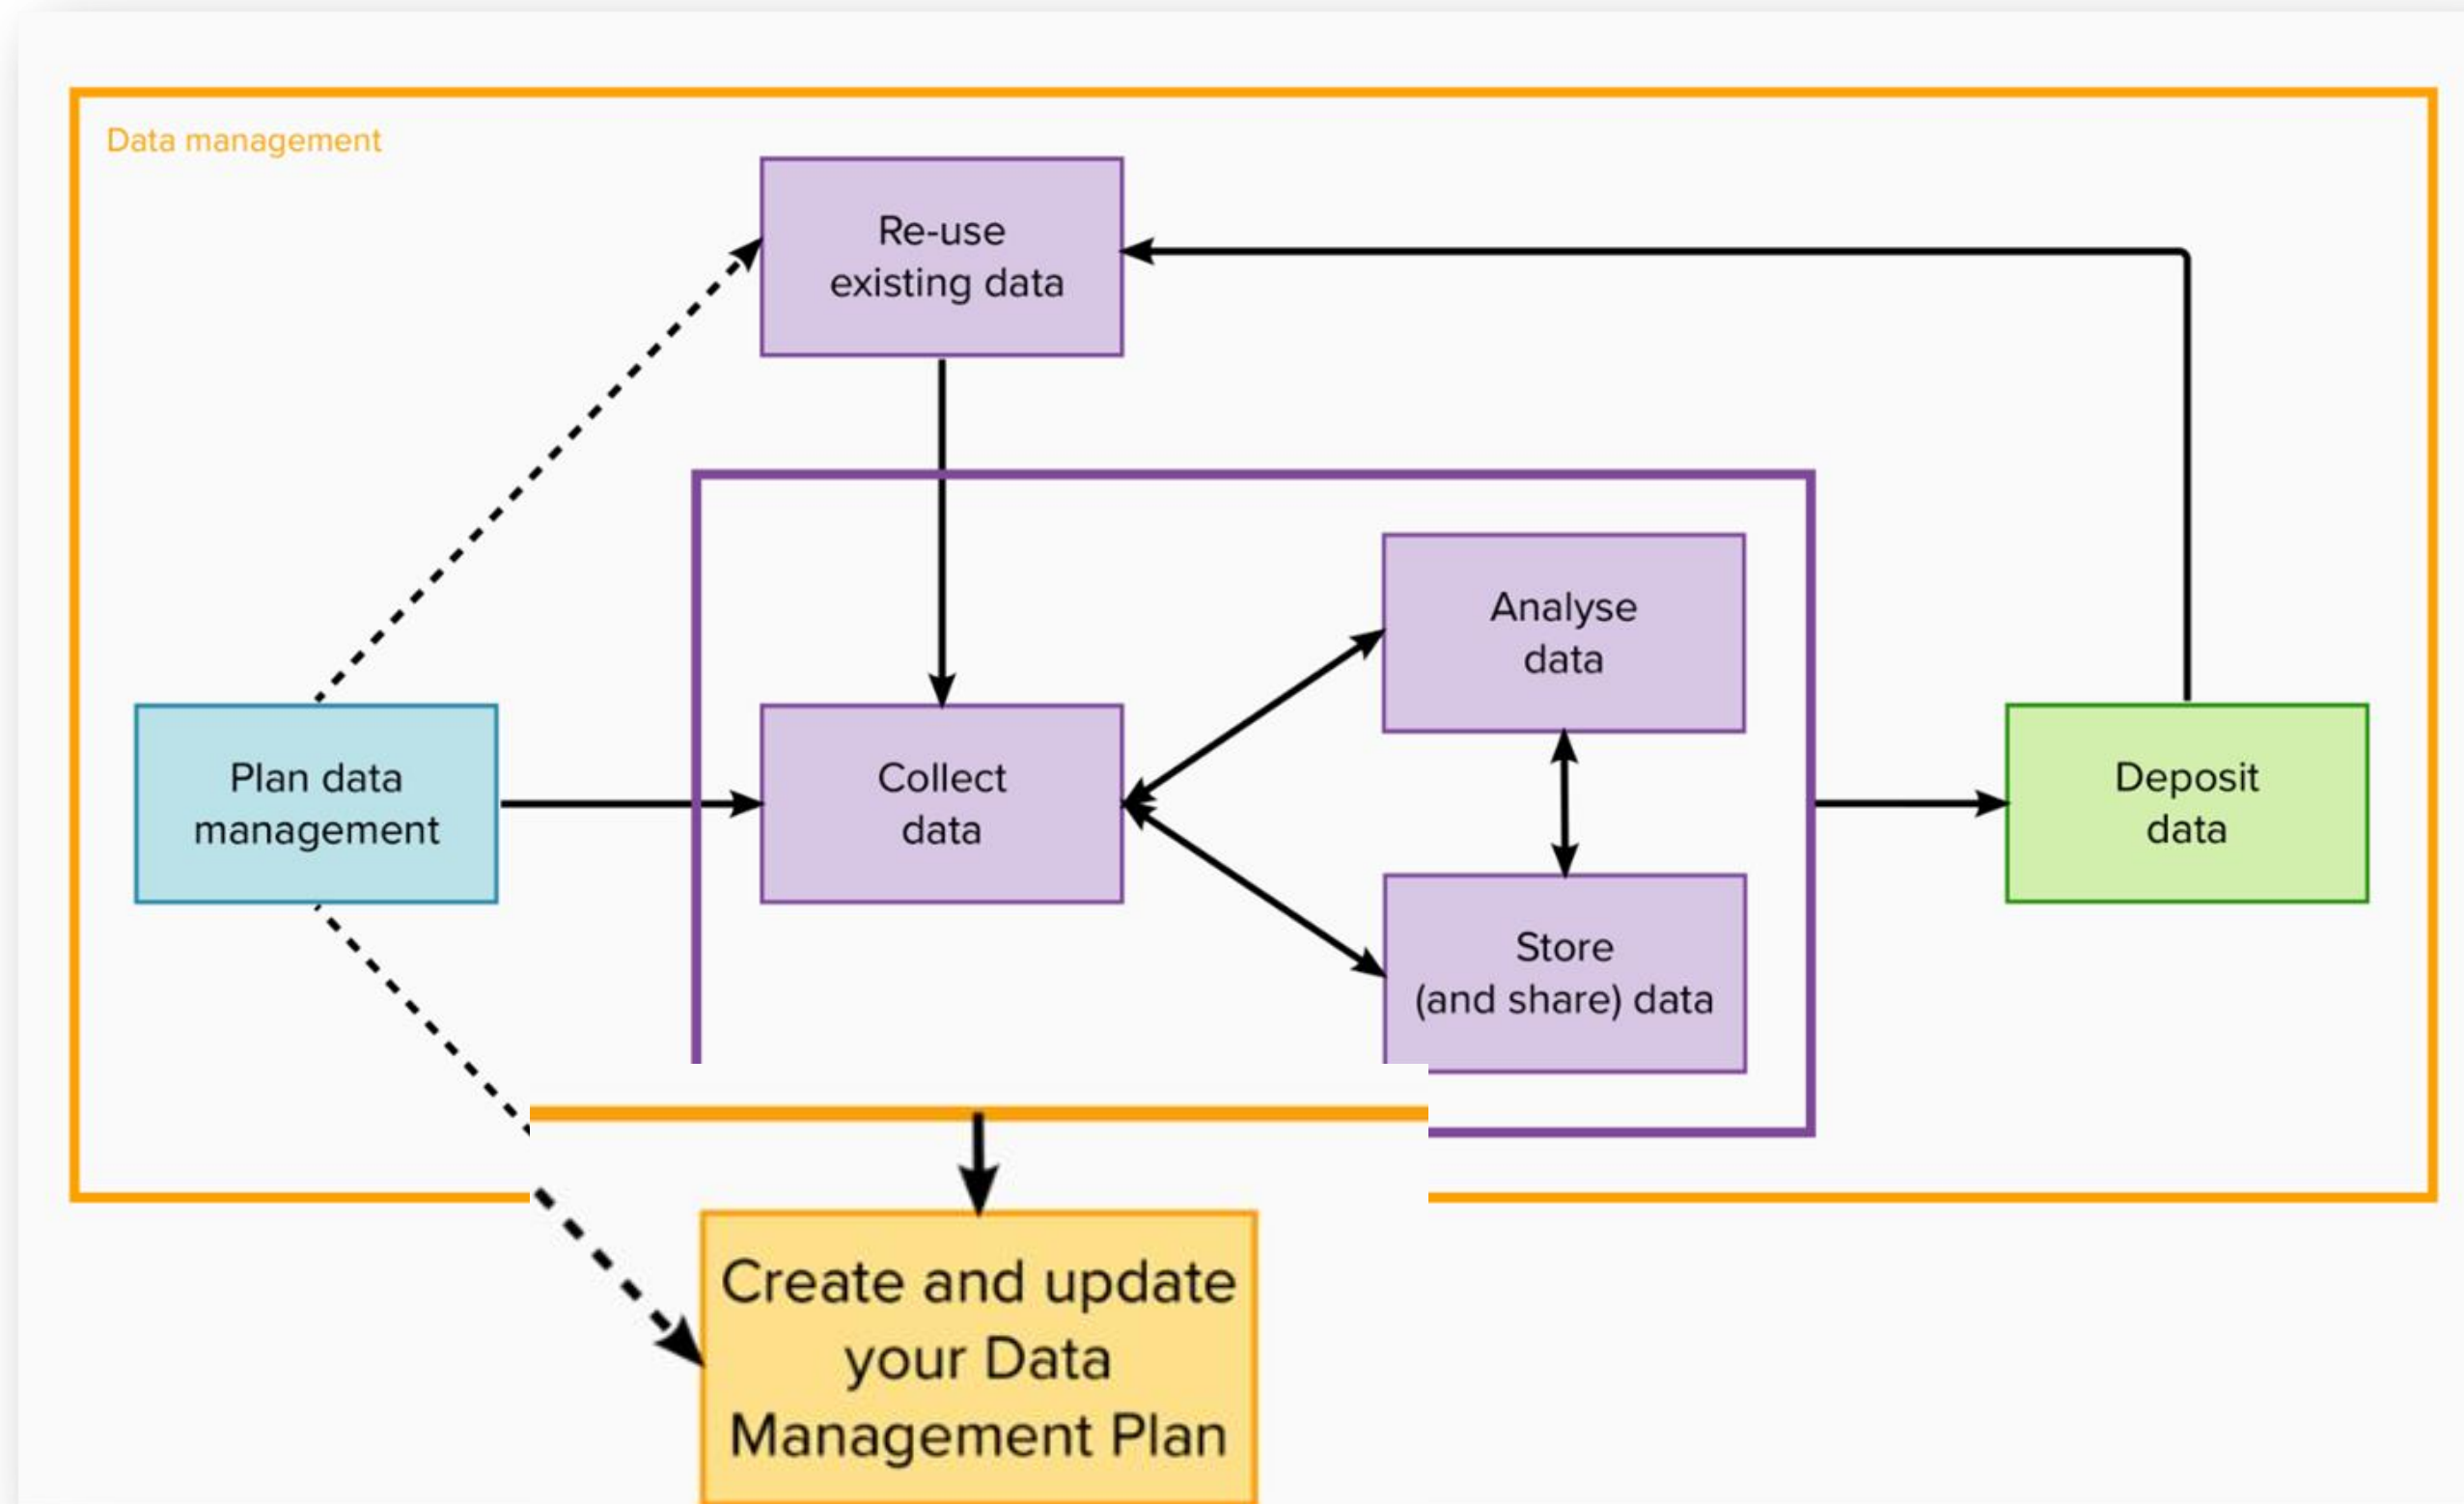 Data management
Re-use
existing data
Analyse
data
Plan data
management
Collect
data
Deposit
data
Store
(and share) data
Create and update
your Data
Management Plan